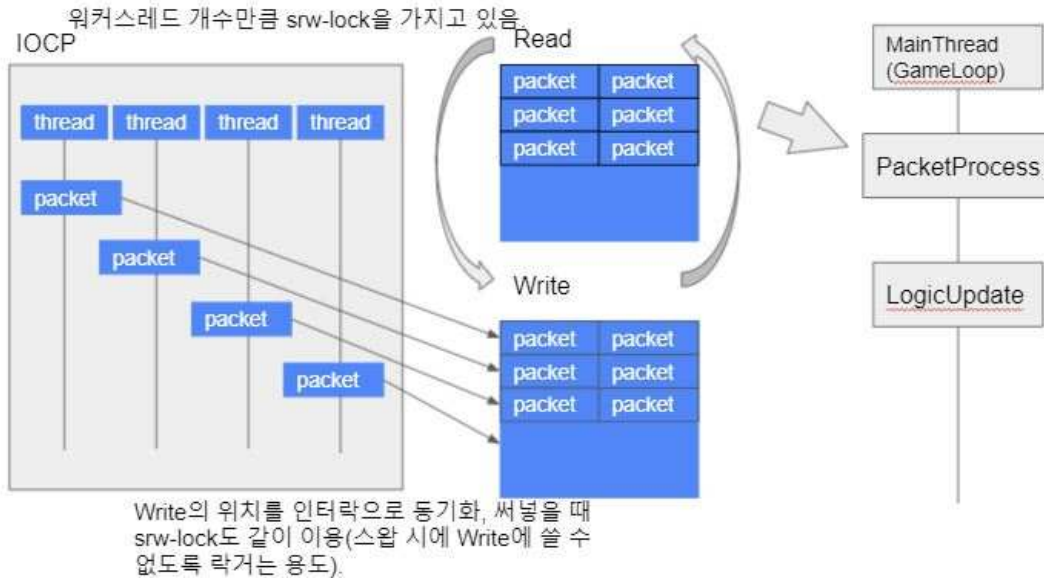 워커스레드 개수만큼 srw-lock을 가지고 있음.
IOCP
thread thread thread thread
packet
packet
packet
packet
Read
packet packet
packet packet
packet packet
Write
packet packet
packet packet
packet packet
MainThread
(GameLoop)
PacketProcess
LogicUpdate
Write의 위치를 인터락으로 동기화, 써넣을 때
srw-lock도 같이 이용(스왑 시에 Write에 쓸 수
없도록 락거는 용도).